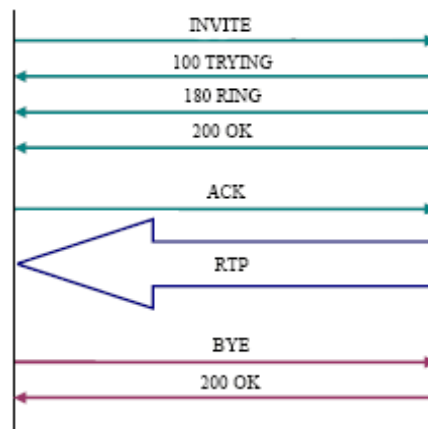 INVITE
100 TRYING
180 RING
200 OK
ACK
RTP
BYE
200 OK